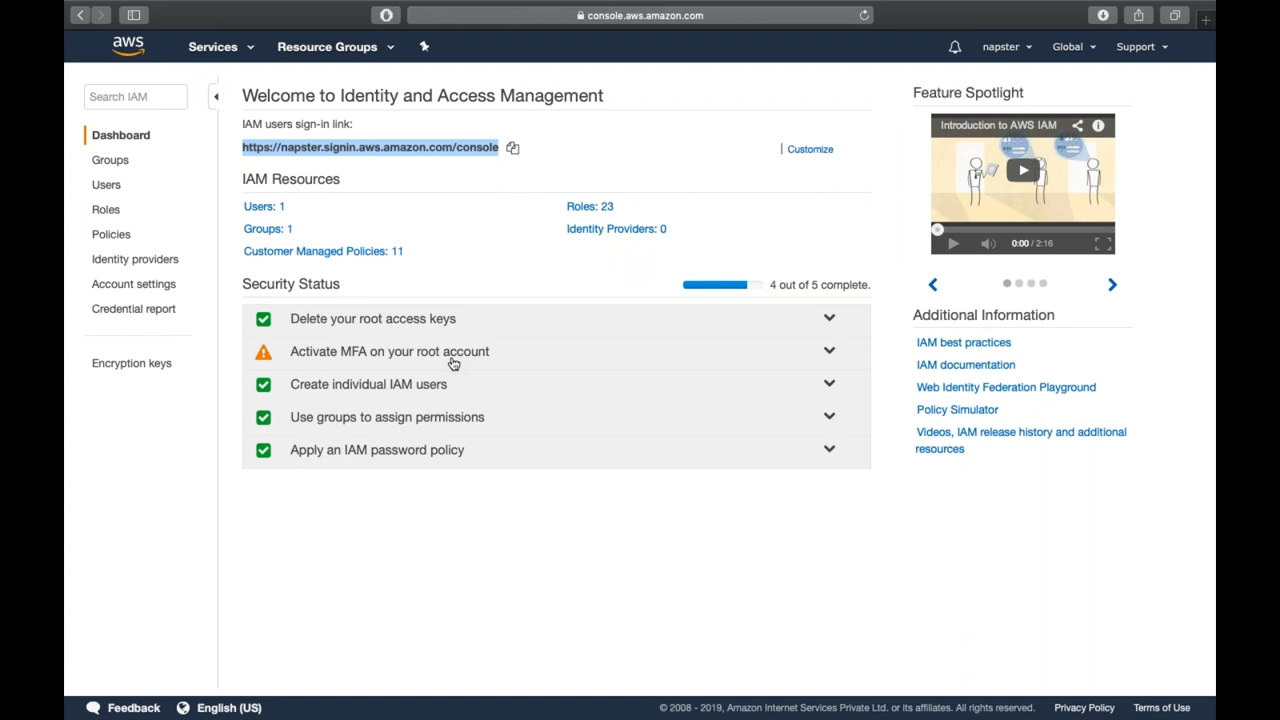 console.aws.amazon.com
aws
Services
Resource Groups
napster
Global
Support
Search IAM
Dashboard
Groups
Users
Roles
Policies
Identity providers
Account settings
Credential report
Encryption keys
Welcome to Identity and Access Management
IAM users sign-in link:
https://napster.signin.aws.amazon.com/console
| Customize
IAM Resources
Users: 1
Roles: 23
Groups: 1
Identity Providers: 0
Customer Managed Policies: 11
Security Status
4 out of 5 complete.
Delete your root access keys
Activate MFA on your root account
Create individual IAM users
Use groups to assign permissions
Apply an IAM password policy
Feature Spotlight
Introduction to AWS IAM
0:00 / 2:16
Additional Information
IAM best practices
IAM documentation
Web Identity Federation Playground
Policy Simulator
Videos, IAM release history and additional
resources
Feedback
English (US)
© 2008 - 2019, Amazon Internet Services Private Ltd. or its affiliates. All rights reserved.
Privacy Policy
Terms of Use